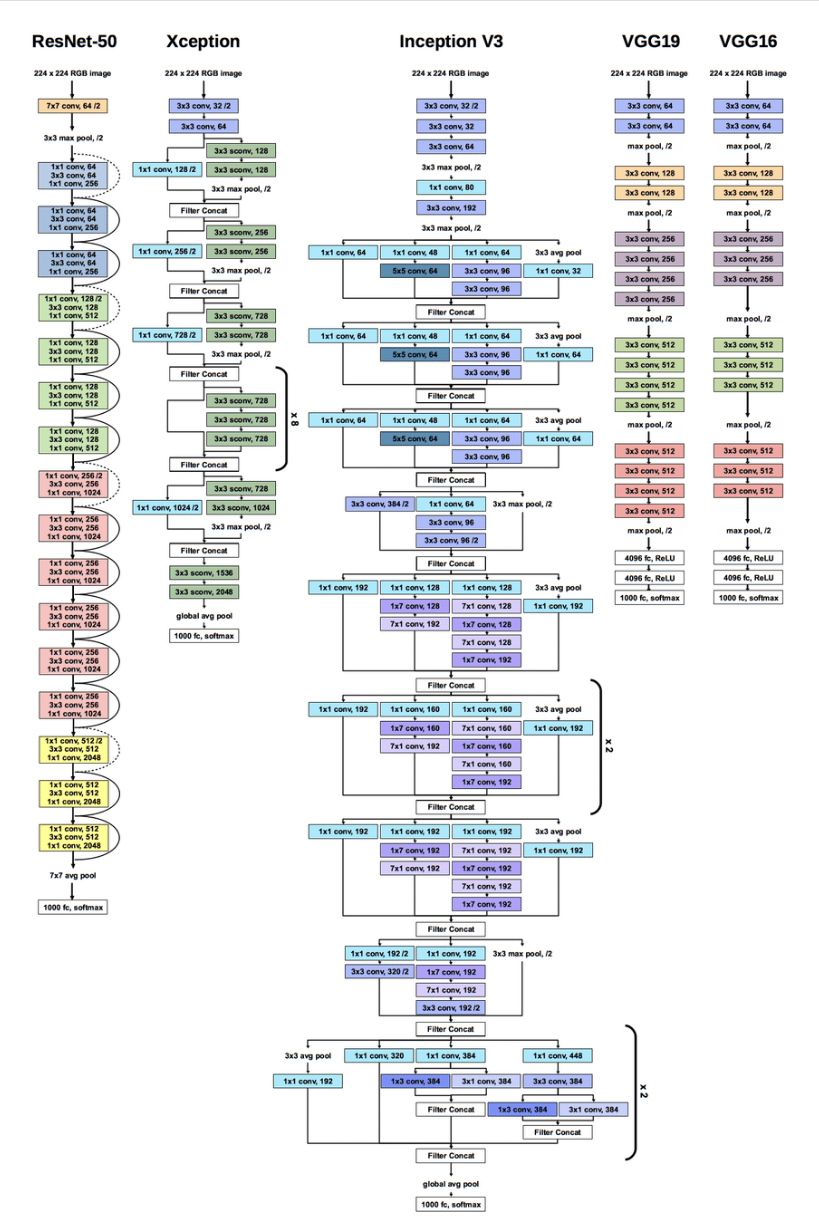 ResNet-50
224 x 224 RGB image
7x7 conv, 64 /2
3x3 max pool, /2
1x1 conv, 64
3x3 conv, 64
1x1 conv, 256
1x1 conv, 64
3x3 conv, 64
1x1 conv, 256
1x1 conv, 64
3x3 conv, 64
1x1 conv, 256
1x1 conv, 128 /2
3x3 conv, 128
1x1 conv, 512
1x1 conv, 128
3x3 conv, 128
1x1 conv, 512
1x1 conv, 128
3x3 conv, 128
1x1 conv, 512
1x1 conv, 128
3x3 conv, 128
1x1 conv, 512
1x1 conv, 256 /2
3x3 conv, 256
1x1 conv, 1024
1x1 conv, 256
3x3 conv, 256
1x1 conv, 1024
1x1 conv, 256
3x3 conv, 256
1x1 conv, 1024
1x1 conv, 256
3x3 conv, 256
1x1 conv, 1024
1x1 conv, 256
3x3 conv, 256
1x1 conv, 1024
1x1 conv, 256
3x3 conv, 256
1x1 conv, 1024
1x1 conv, 512 /2
3x3 conv, 512
1x1 conv, 2048
1x1 conv, 512
3x3 conv, 512
1x1 conv, 2048
1x1 conv, 512
3x3 conv, 512
1x1 conv, 2048
7x7 avg pool
1000 fc, softmax
Xception
224 x 224 RGB image
3x3 conv, 32 /2
3x3 conv, 64
3x3 sconv, 128
1x1 conv, 128 /2
3x3 sconv, 128
3x3 max pool, /2
Filter Concat
3x3 sconv, 256
1x1 conv, 256 /2
3x3 sconv, 256
3x3 max pool, /2
Filter Concat
3x3 sconv, 728
1x1 conv, 728 /2
3x3 sconv, 728
3x3 max pool, /2
Filter Concat
3x3 sconv, 728
3x3 sconv, 728
3x3 sconv, 728
x 8
Filter Concat
3x3 sconv, 728
1x1 conv, 1024 /2
3x3 sconv, 1024
3x3 max pool, /2
Filter Concat
3x3 sconv, 1536
3x3 sconv, 2048
global avg pool
1000 fc, softmax
Inception V3
224 x 224 RGB image
3x3 conv, 32 /2
3x3 conv, 32
3x3 conv, 64
3x3 max pool, /2
1x1 conv, 80
3x3 conv, 192
3x3 max pool, /2
1x1 conv, 64
1x1 conv, 48
1x1 conv, 64
3x3 avg pool
5x5 conv, 64
3x3 conv, 96
1x1 conv, 32
3x3 conv, 96
Filter Concat
1x1 conv, 64
1x1 conv, 48
1x1 conv, 64
3x3 avg pool
5x5 conv, 64
3x3 conv, 96
1x1 conv, 64
3x3 conv, 96
Filter Concat
1x1 conv, 64
1x1 conv, 48
1x1 conv, 64
3x3 avg pool
5x5 conv, 64
3x3 conv, 96
1x1 conv, 64
3x3 conv, 96
Filter Concat
3x3 conv, 384 /2
1x1 conv, 64
3x3 max pool, /2
3x3 conv, 96
3x3 conv, 96 /2
Filter Concat
1x1 conv, 192
1x1 conv, 128
1x1 conv, 128
3x3 avg pool
1x7 conv, 128
7x1 conv, 128
1x1 conv, 192
7x1 conv, 192
1x7 conv, 128
7x1 conv, 128
1x7 conv, 192
Filter Concat
1x1 conv, 192
1x1 conv, 160
1x1 conv, 160
3x3 avg pool
1x7 conv, 160
7x1 conv, 160
1x1 conv, 192
7x1 conv, 192
1x7 conv, 160
7x1 conv, 160
1x7 conv, 192
x 2
Filter Concat
1x1 conv, 192
1x1 conv, 192
1x1 conv, 192
3x3 avg pool
1x7 conv, 192
7x1 conv, 192
1x1 conv, 192
7x1 conv, 192
1x7 conv, 192
7x1 conv, 192
1x7 conv, 192
Filter Concat
1x1 conv, 192 /2
1x1 conv, 192
3x3 max pool, /2
3x3 conv, 320 /2
1x7 conv, 192
7x1 conv, 192
3x3 conv, 192 /2
Filter Concat
3x3 avg pool
1x1 conv, 320
1x1 conv, 384
1x1 conv, 448
1x1 conv, 192
1x3 conv, 384
3x1 conv, 384
3x3 conv, 384
Filter Concat
1x3 conv, 384
3x1 conv, 384
Filter Concat
x 2
Filter Concat
global avg pool
1000 fc, softmax
VGG19
224 x 224 RGB image
3x3 conv, 64
3x3 conv, 64
max pool, /2
3x3 conv, 128
3x3 conv, 128
max pool, /2
3x3 conv, 256
3x3 conv, 256
3x3 conv, 256
3x3 conv, 256
max pool, /2
3x3 conv, 512
3x3 conv, 512
3x3 conv, 512
3x3 conv, 512
max pool, /2
3x3 conv, 512
3x3 conv, 512
3x3 conv, 512
3x3 conv, 512
max pool, /2
4096 fc, ReLU
4096 fc, ReLU
1000 fc, softmax
VGG16
224 x 224 RGB image
3x3 conv, 64
3x3 conv, 64
max pool, /2
3x3 conv, 128
3x3 conv, 128
max pool, /2
3x3 conv, 256
3x3 conv, 256
3x3 conv, 256
max pool, /2
3x3 conv, 512
3x3 conv, 512
3x3 conv, 512
max pool, /2
3x3 conv, 512
3x3 conv, 512
3x3 conv, 512
max pool, /2
4096 fc, ReLU
4096 fc, ReLU
1000 fc, softmax